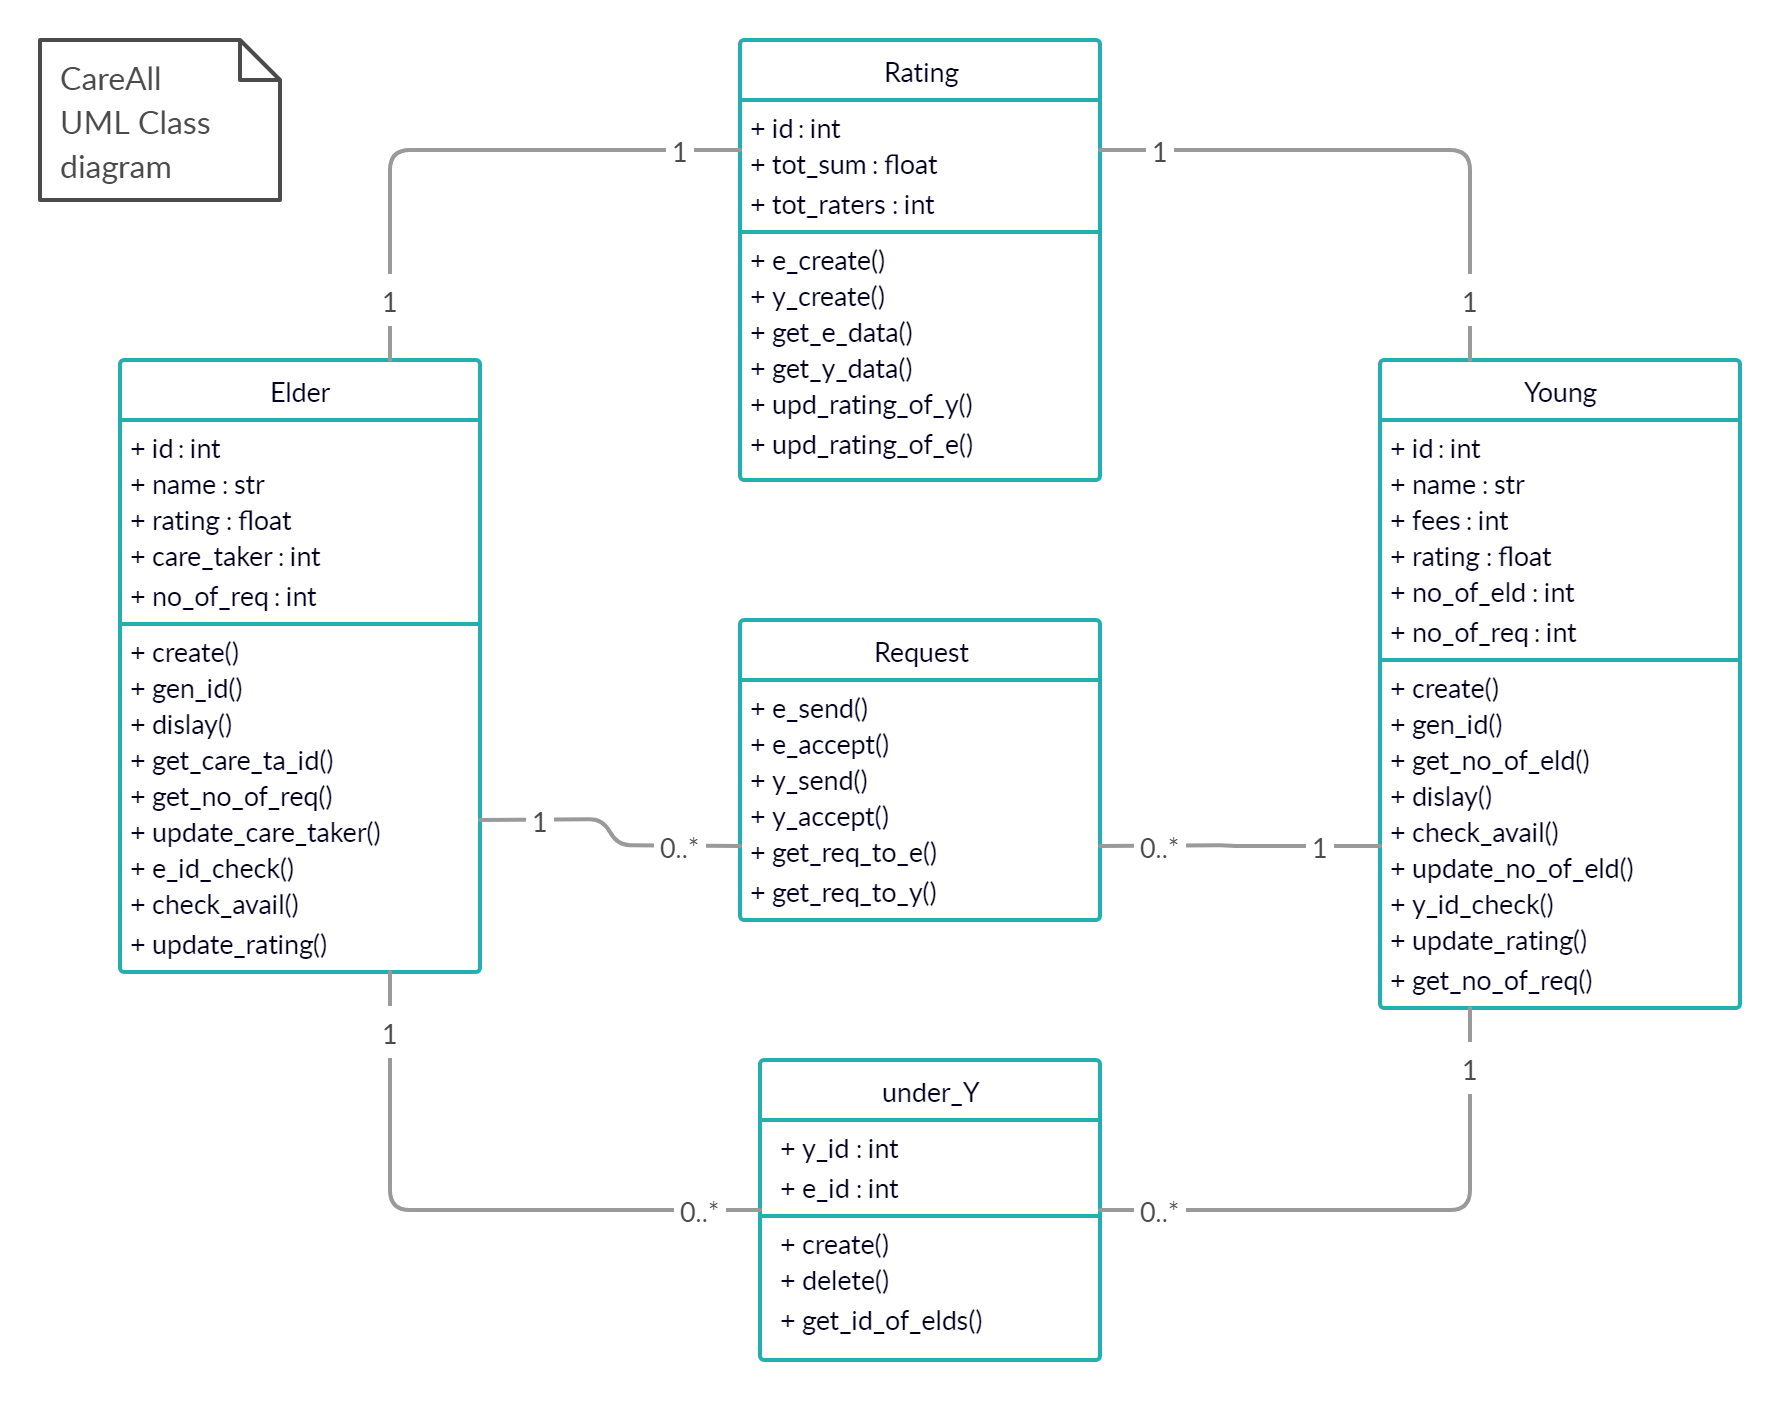 CareAll
UML Class
diagram
Rating
+ id : int
+ tot_sum : float
+ tot_raters : int
+ e_create()
+ y_create()
+ get_e_data()
+ get_y_data()
+ upd_rating_of_y()
+ upd_rating_of_e()
1
1
1
1
Elder
+ id : int
+ name : str
+ rating : float
+ care_taker : int
+ no_of_req : int
+ create()
+ gen_id()
+ dislay()
+ get_care_ta_id()
+ get_no_of_req()
+ update_care_taker()
+ e_id_check()
+ check_avail()
+ update_rating()
1
0..*
Request
+ e_send()
+ e_accept()
+ y_send()
+ y_accept()
+ get_req_to_e()
+ get_req_to_y()
0..*
1
Young
+ id : int
+ name : str
+ fees : int
+ rating : float
+ no_of_eld : int
+ no_of_req : int
+ create()
+ gen_id()
+ get_no_of_eld()
+ dislay()
+ check_avail()
+ update_no_of_eld()
+ y_id_check()
+ update_rating()
+ get_no_of_req()
1
1
0..*
under_Y
+ y_id : int
+ e_id : int
+ create()
+ delete()
+ get_id_of_elds()
0..*